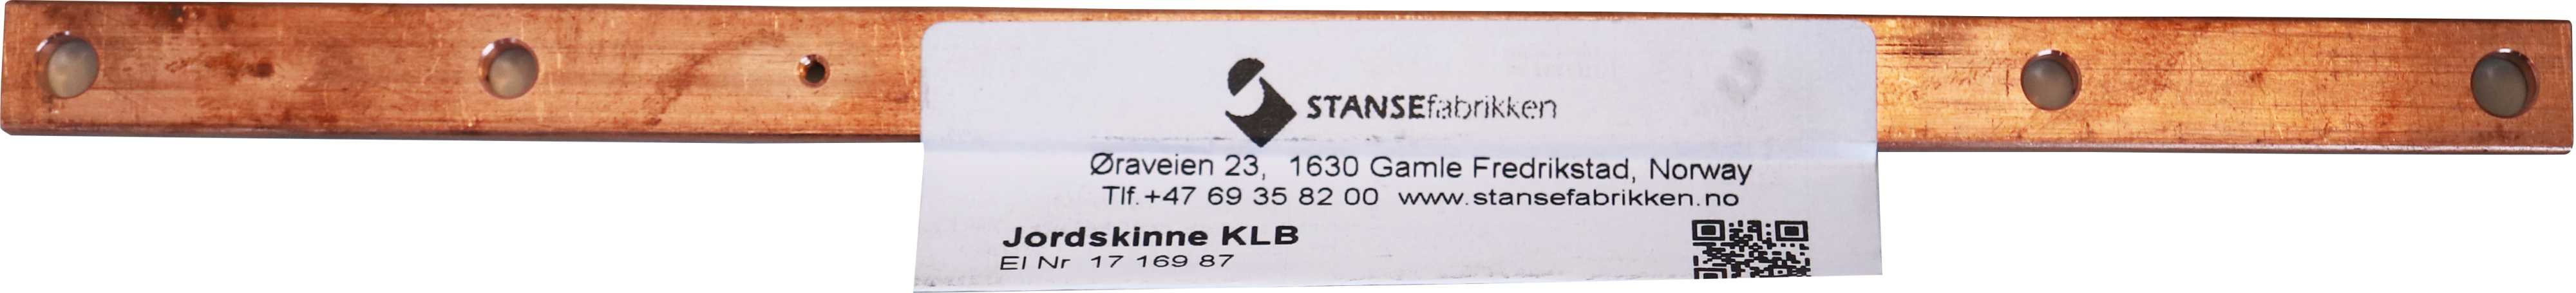 STANSEfabrikken
Øraveien 23, 1630 Gamle Fredrikstad, Norway
Tlf.+47 69 35 82 00 www.stansefabrikken.no
Jordskinne KLB
El Nr 17 169 87